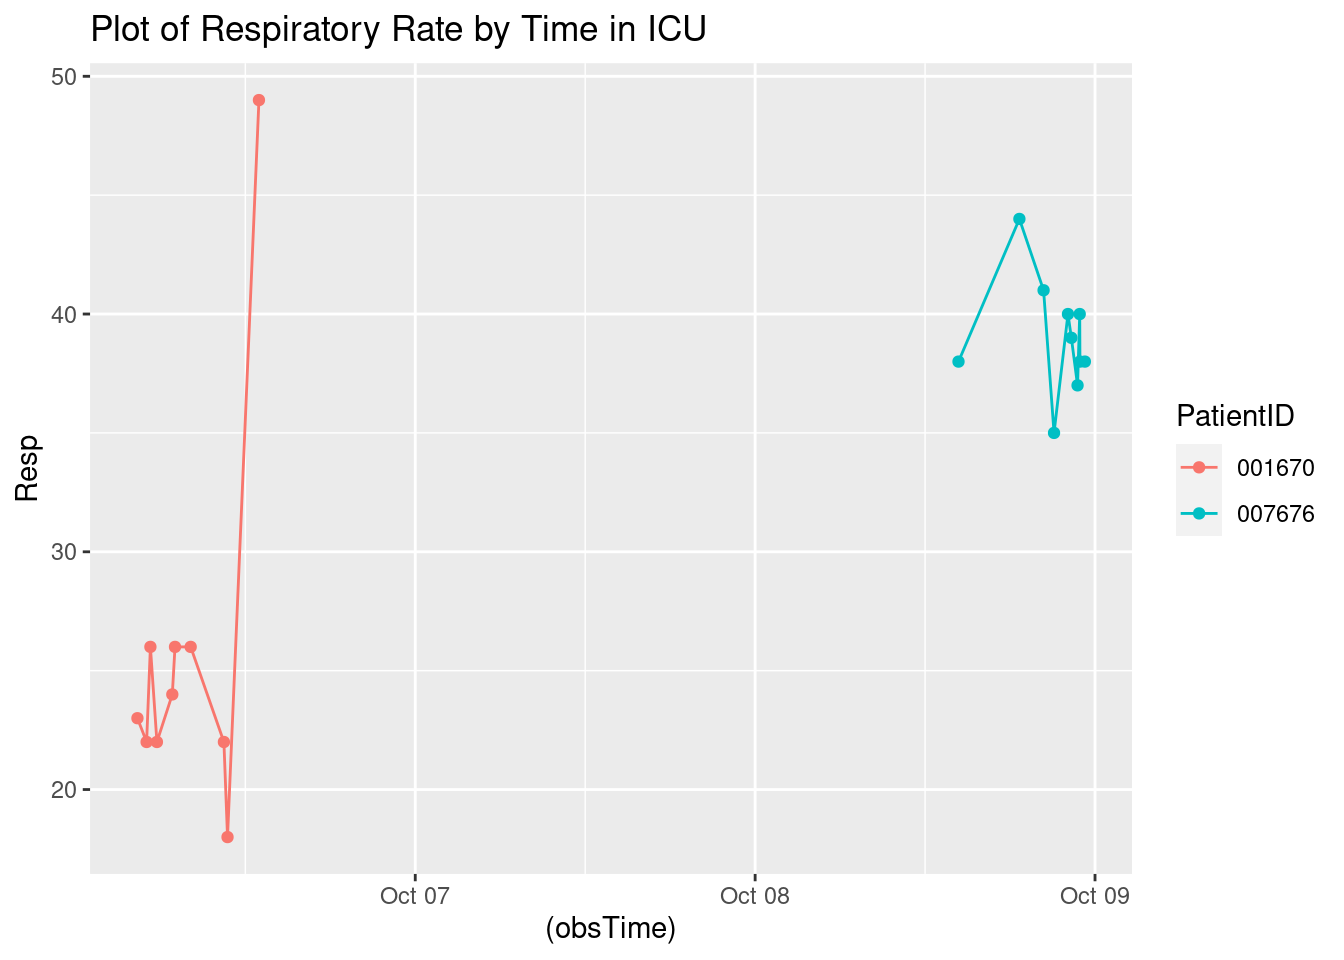 Plot of Respiratory Rate by Time in ICU
50
40
30
20
Resp
Oct 07
Oct 08
Oct 09
(obsTime)
PatientID
001670
007676